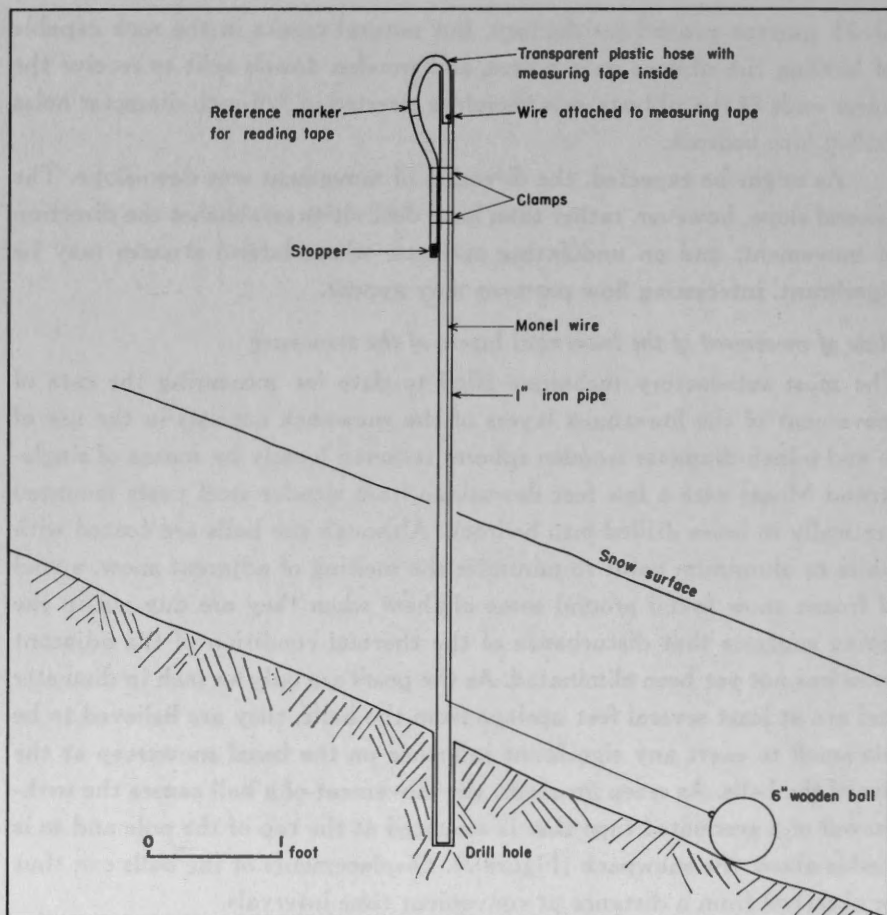 Transparent plastic hose with
measuring tape inside
Reference marker
for reading tape
Wire attached to measuring tape
Clamps
Stopper
Monel wire
1" iron pipe
Snow surface
6" wooden ball
0 1
foot
Drill hole